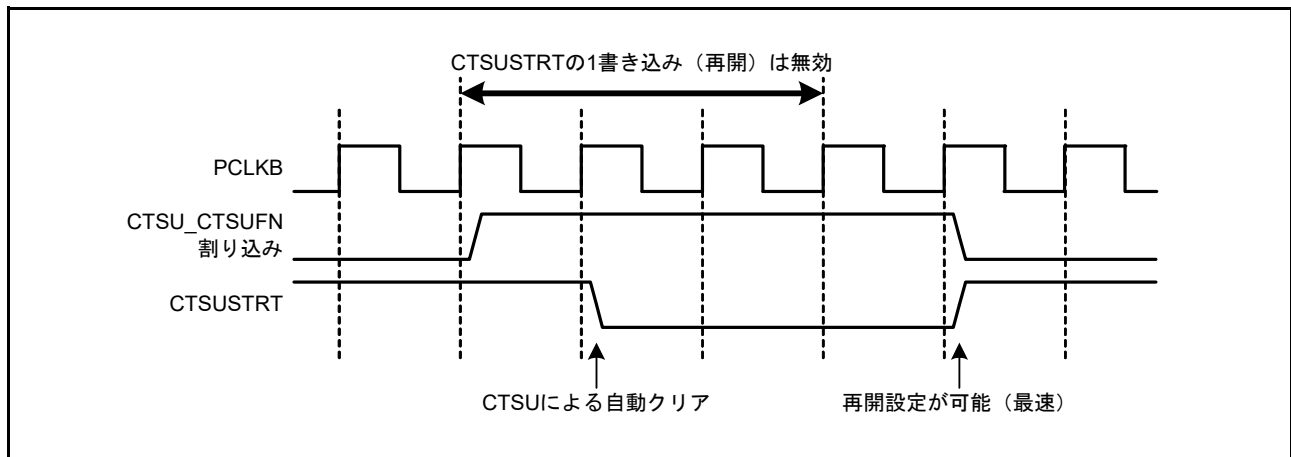 CTSUSTRTの1書き込み（再開）は無効
PCLKB
CTSU_CTSUFN
割り込み
CTSUSTRT
CTSUによる自動クリア
再開設定が可能（最速）